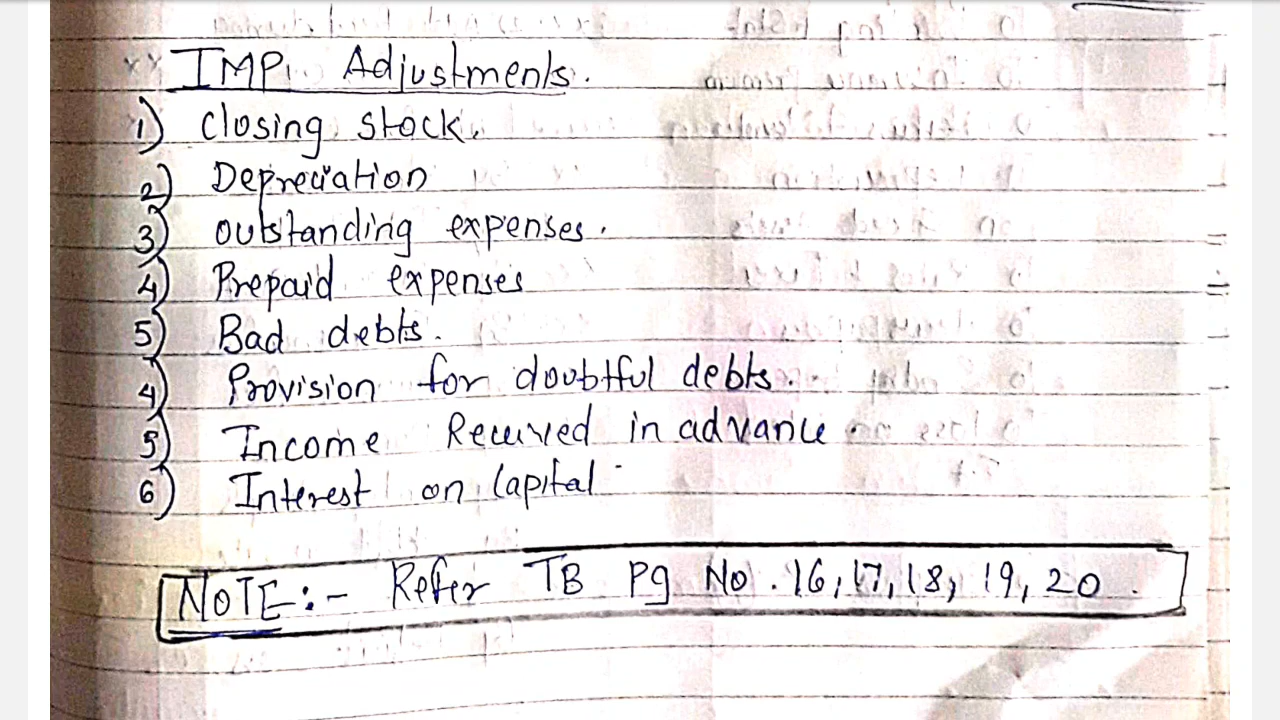 IMP. Adjustments.
1) Closing stock.
2) Depreciation
3) outstanding expenses.
4) Prepaid expenses
5) Bad debts.
4) Provision for doubtful debts.
5) Income Received in advance
6) Interest on Capital
NOTE:- Refer TB Pg No. 16, 17, 18, 19, 20.